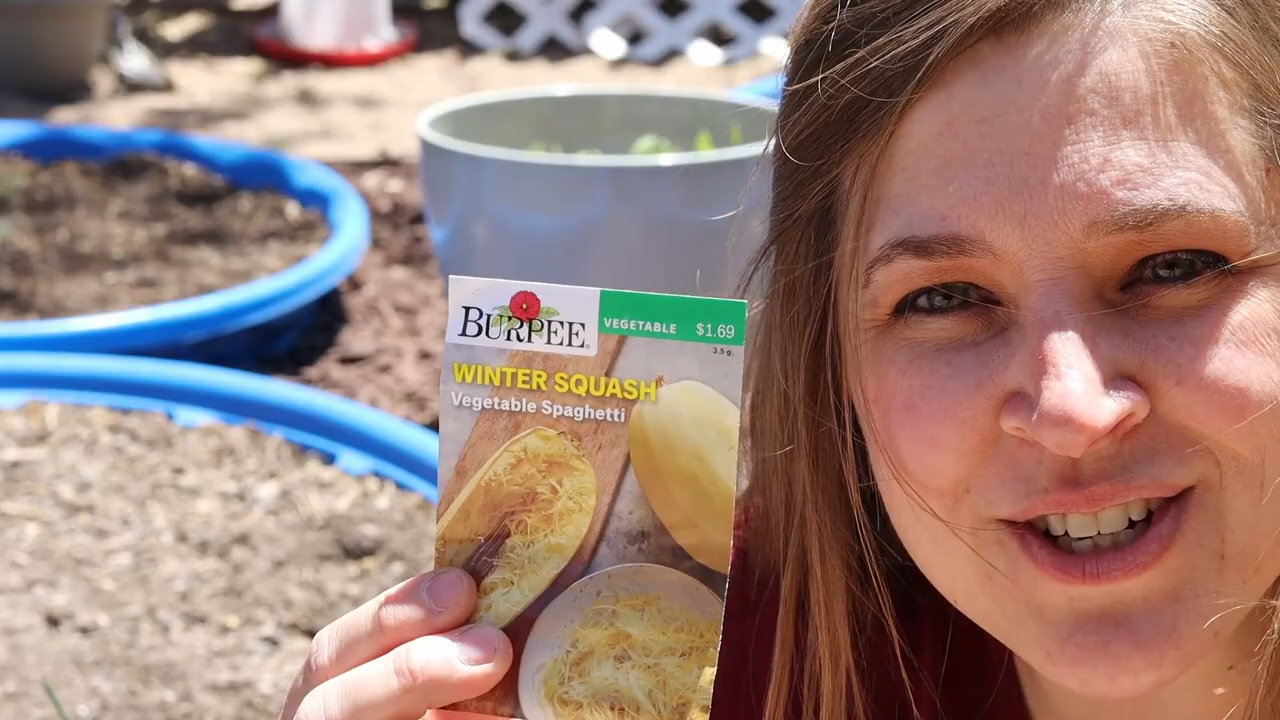 BURPEE
VEGETABLE $1.69
3.5 g.
WINTER SQUASH
Vegetable Spaghetti